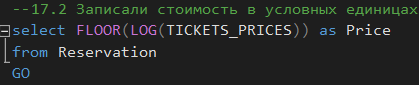 --17.2 Записали стоимость в условных единицах
select FLOOR(LOG(TICKETS_PRICES)) as Price
from Reservation
GO